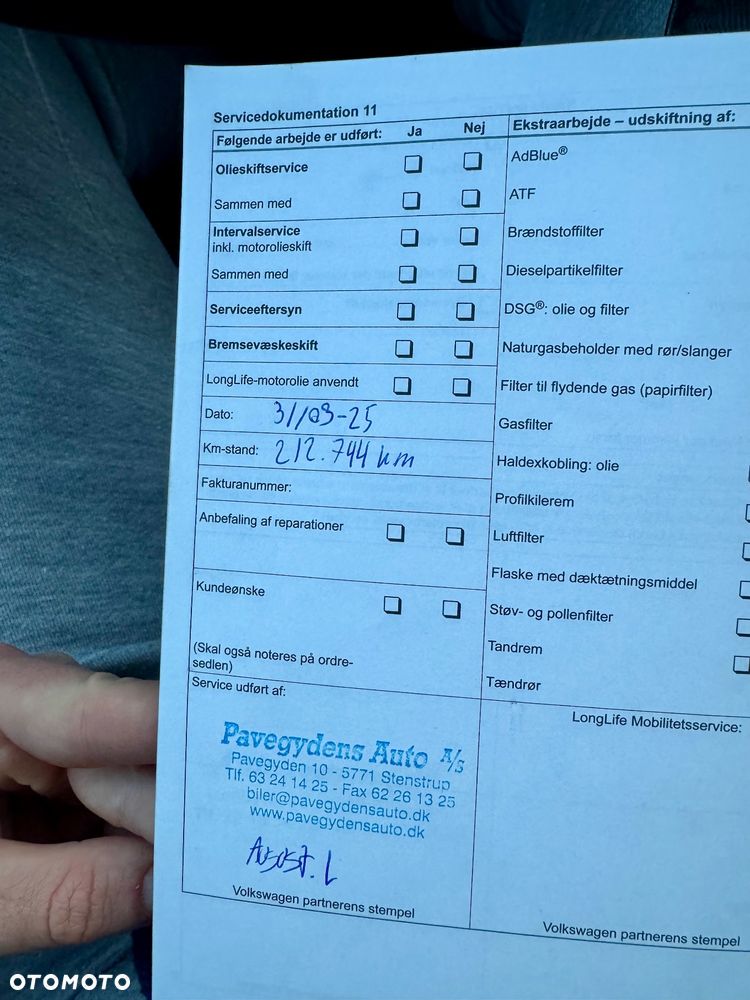 Servicedokumentation 11
Følgende arbejde er udført: Ja Nej
Olieskiftservice
Sammen med
Intervalservice
inkl. motorolieskift
Sammen med
Serviceeftersyn
Bremsevæskeskift
LongLife-motorolie anvendt
Dato: 31/03-25
Km-stand: 212.744 km
Fakturanummer:
Anbefaling af reparationer
Kundeønske
(Skal også noteres på ordre-
sedlen)
Service udført af:
Pavegydens Auto A/S
Pavegyden 10 - 5771 Stenstrup
Tlf. 63 24 14 25 - Fax 62 26 13 25
biler@pavegydensauto.dk
www.pavegydensauto.dk
Volkswagen partnerens stempel
Ekstraarbejde – udskiftning af:
AdBlue®
ATF
Brændstoffilter
Dieselpartikelfilter
DSG®: olie og filter
Naturgasbeholder med rør/slanger
Filter til flydende gas (papirfilter)
Gasfilter
Haldexkobling: olie
Profilkilerem
Luftfilter
Flaske med dæktætningsmiddel
Støv- og pollenfilter
Tandrem
Tændrør
LongLife Mobilitetsservice:
Volkswagen partnerens stempel
OTOMOTO